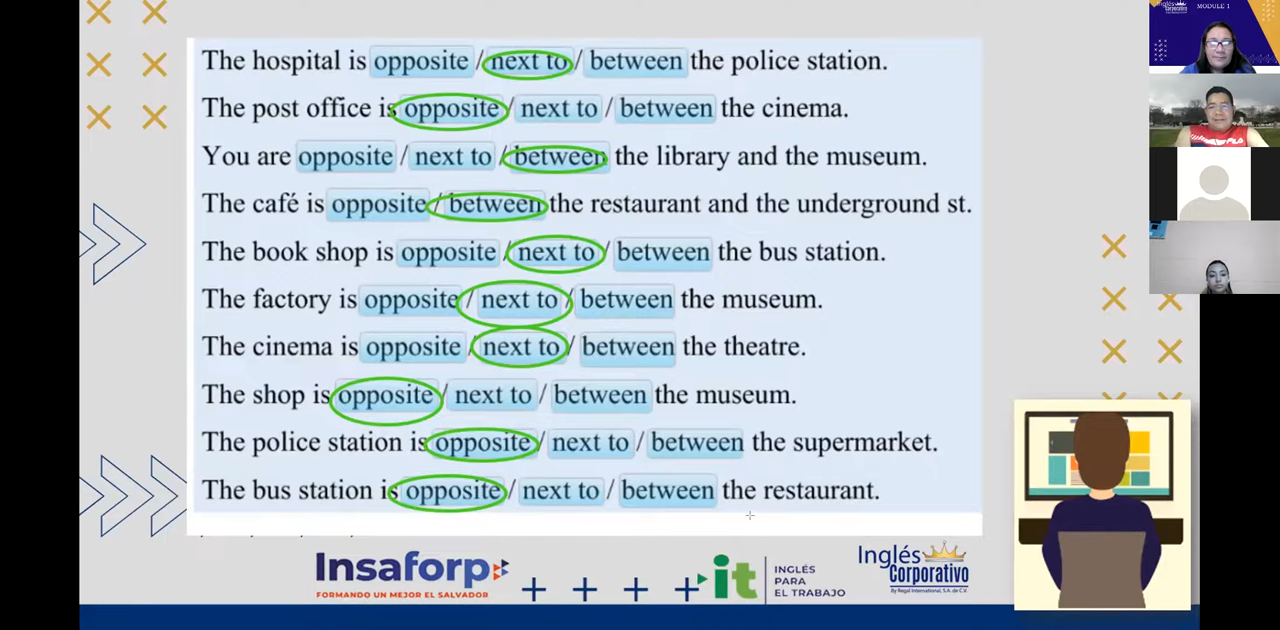 The hospital is opposite / next to / between the police station.
The post office is opposite / next to / between the cinema.
You are opposite / next to / between the library and the museum.
The café is opposite / between the restaurant and the underground st.
The book shop is opposite / next to / between the bus station.
The factory is opposite / next to / between the museum.
The cinema is opposite / next to / between the theatre.
The shop is opposite / next to / between the museum.
The police station is opposite / next to / between the supermarket.
The bus station is opposite / next to / between the restaurant.
Insaforp
FORMANDO UN MEJOR EL SALVADOR
it
INGLÉS
PARA
EL TRABAJO
Inglés
Corporativo
By Regal International, S.A. de C.V.
Inglés
Corporativo
MODULE 1